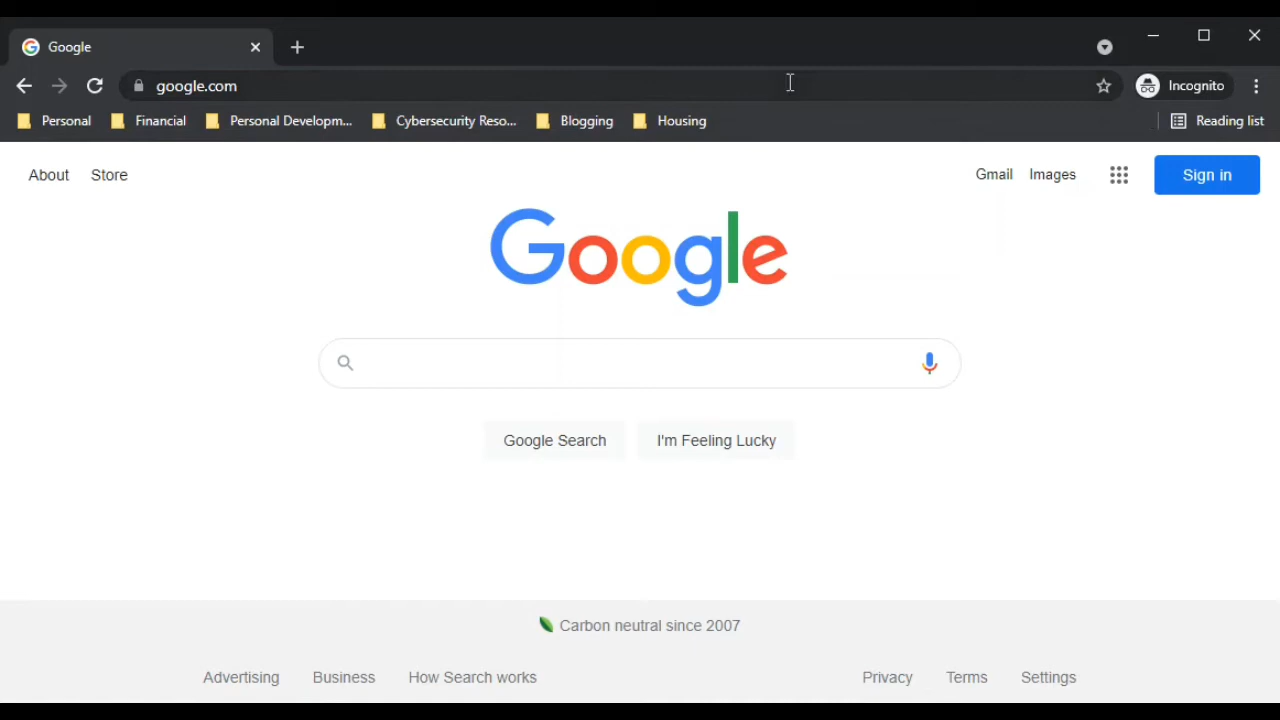 Google
google.com
Incognito
Personal Financial Personal Developm... Cybersecurity Reso... Blogging Housing Reading list
About Store Gmail Images Sign in
Google
Google Search I'm Feeling Lucky
Carbon neutral since 2007
Advertising Business How Search works Privacy Terms Settings